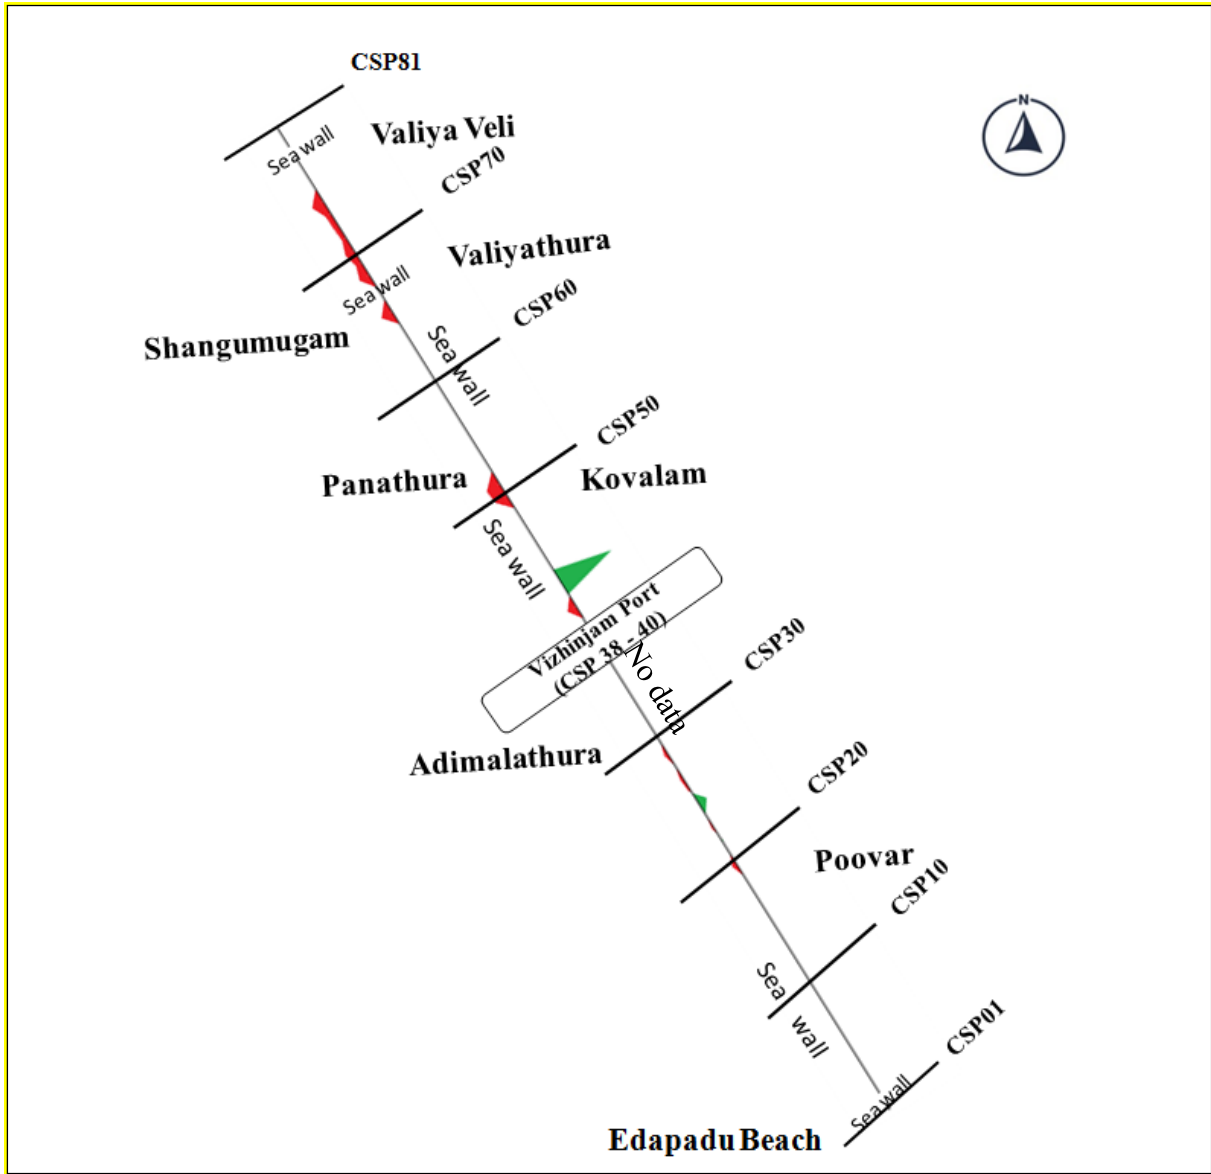 CSP81
N
Valiya Veli
Sea wall
CSP70
Valiyathura
Sea wall
CSP60
Shangumugam
Sea wall
CSP50
Panathura
Kovalam
Sea wall
Vizhinjam Port
(CSP 38 - 40)
No data
CSP30
Adimalathura
CSP20
Poovar
CSP10
Sea wall
CSP01
Sea wall
Edapadu Beach